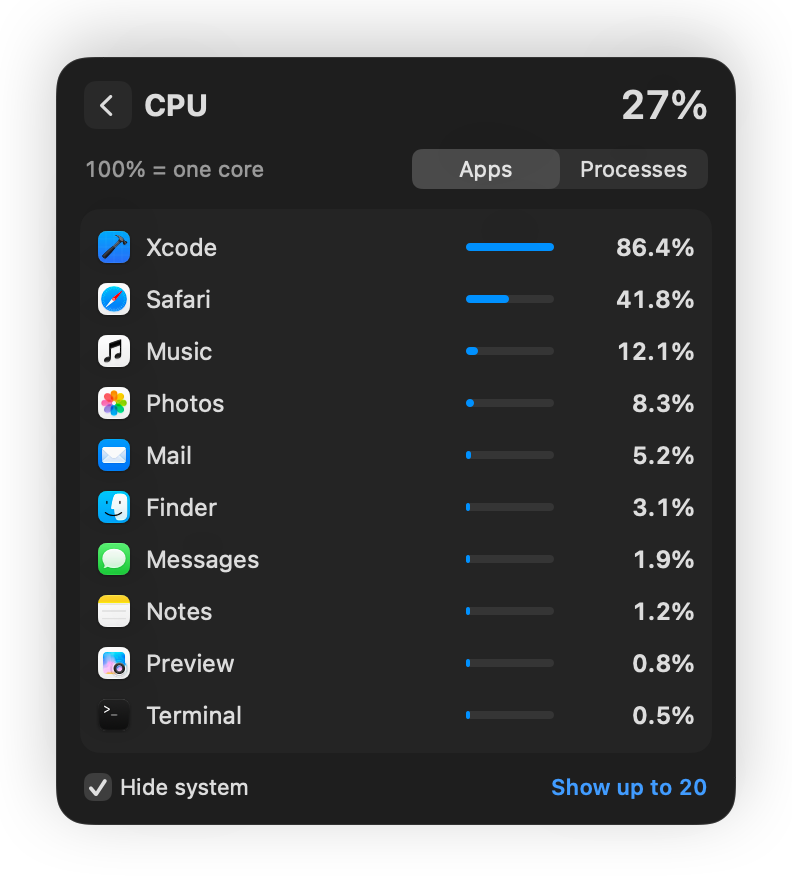 CPU 27%
100% = one core Apps Processes
Xcode 86.4%
Safari 41.8%
Music 12.1%
Photos 8.3%
Mail 5.2%
Finder 3.1%
Messages 1.9%
Notes 1.2%
Preview 0.8%
>_ Terminal 0.5%
Hide system Show up to 20